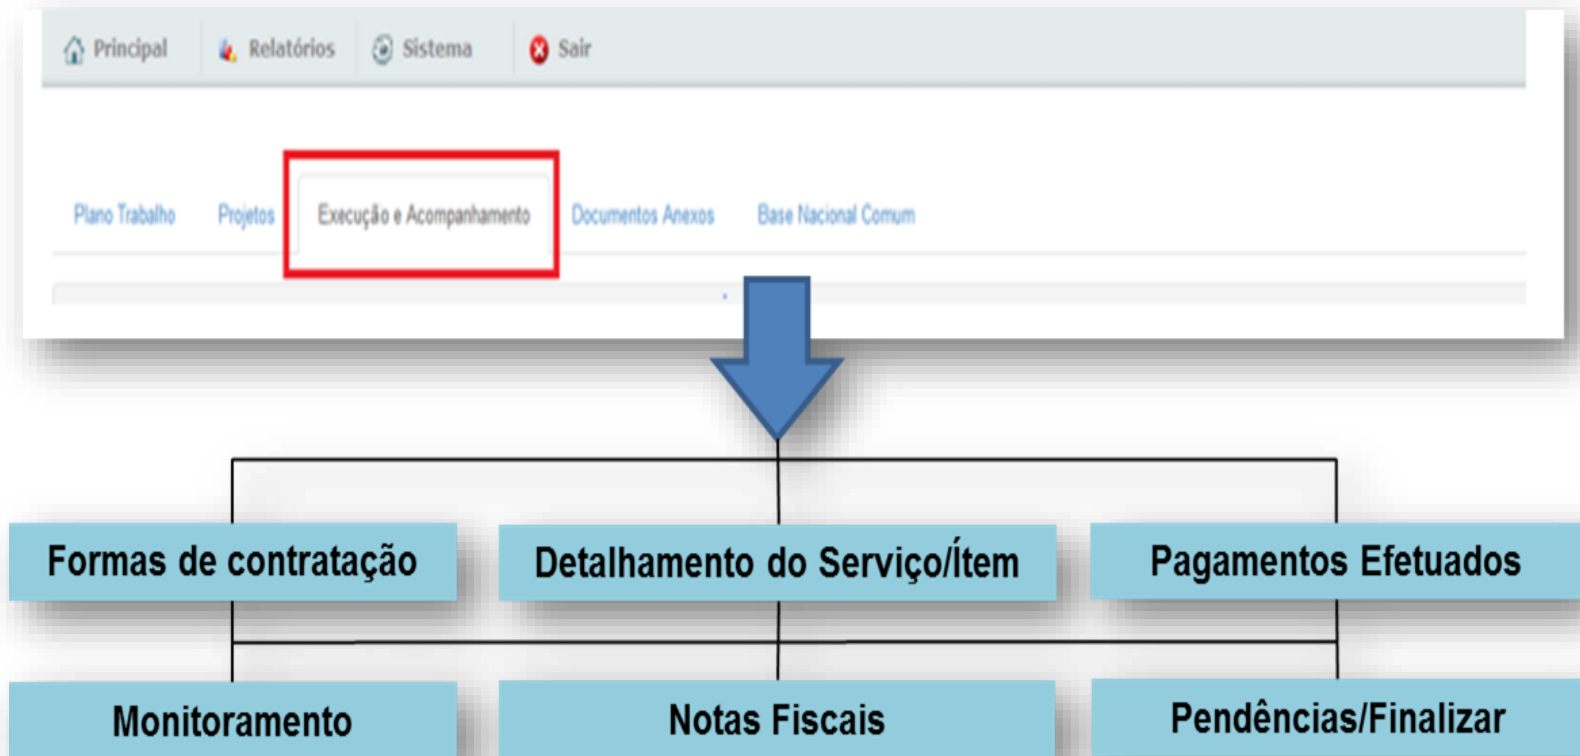 Principal Relatórios Sistema Sair
Plano Trabalho Projetos Execução e Acompanhamento Documentos Anexos Base Nacional Comum
Formas de contratação Detalhamento do Serviço/Ítem Pagamentos Efetuados
Monitoramento Notas Fiscais Pendências/Finalizar